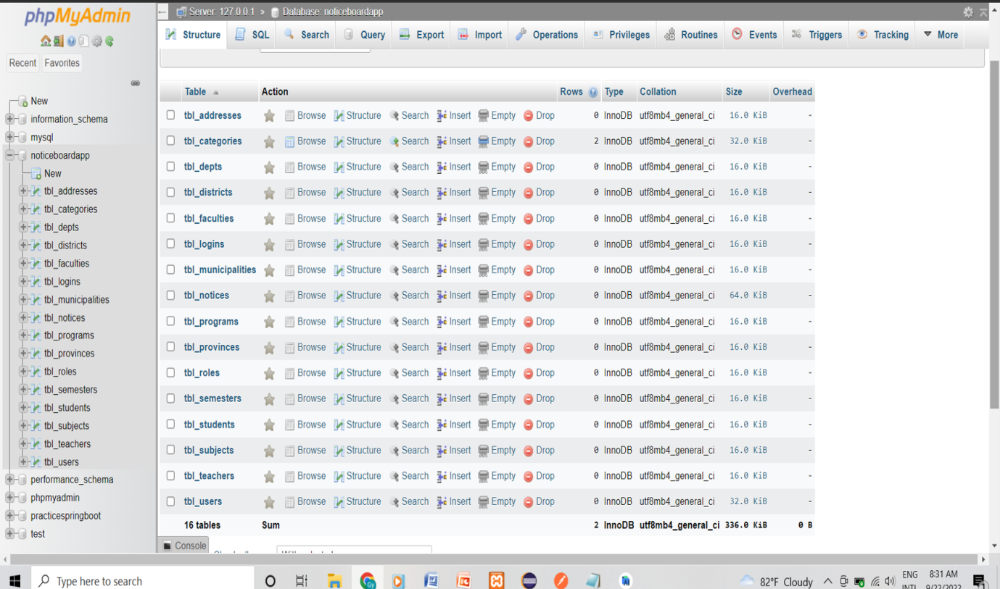 phpMyAdmin
Recent Favorites
New
information_schema
mysql
noticeboardapp
New
tbl_addresses
tbl_categories
tbl_depts
tbl_districts
tbl_faculties
tbl_logins
tbl_municipalities
tbl_notices
tbl_programs
tbl_provinces
tbl_roles
tbl_semesters
tbl_students
tbl_subjects
tbl_teachers
tbl_users
performance_schema
phpmyadmin
practicespringboot
test
Server: 127.0.0.1 » Database: noticeboardapp
Structure SQL Search Query Export Import Operations Privileges Routines Events Triggers Tracking More
Table Action Rows Type Collation Size Overhead
tbl_addresses Browse Structure Search Insert Empty Drop 0 InnoDB utf8mb4_general_ci 16.0 KiB -
tbl_categories Browse Structure Search Insert Empty Drop 2 InnoDB utf8mb4_general_ci 32.0 KiB -
tbl_depts Browse Structure Search Insert Empty Drop 0 InnoDB utf8mb4_general_ci 16.0 KiB -
tbl_districts Browse Structure Search Insert Empty Drop 0 InnoDB utf8mb4_general_ci 16.0 KiB -
tbl_faculties Browse Structure Search Insert Empty Drop 0 InnoDB utf8mb4_general_ci 16.0 KiB -
tbl_logins Browse Structure Search Insert Empty Drop 0 InnoDB utf8mb4_general_ci 16.0 KiB -
tbl_municipalities Browse Structure Search Insert Empty Drop 0 InnoDB utf8mb4_general_ci 16.0 KiB -
tbl_notices Browse Structure Search Insert Empty Drop 0 InnoDB utf8mb4_general_ci 64.0 KiB -
tbl_programs Browse Structure Search Insert Empty Drop 0 InnoDB utf8mb4_general_ci 16.0 KiB -
tbl_provinces Browse Structure Search Insert Empty Drop 0 InnoDB utf8mb4_general_ci 16.0 KiB -
tbl_roles Browse Structure Search Insert Empty Drop 0 InnoDB utf8mb4_general_ci 16.0 KiB -
tbl_semesters Browse Structure Search Insert Empty Drop 0 InnoDB utf8mb4_general_ci 16.0 KiB -
tbl_students Browse Structure Search Insert Empty Drop 0 InnoDB utf8mb4_general_ci 16.0 KiB -
tbl_subjects Browse Structure Search Insert Empty Drop 0 InnoDB utf8mb4_general_ci 16.0 KiB -
tbl_teachers Browse Structure Search Insert Empty Drop 0 InnoDB utf8mb4_general_ci 16.0 KiB -
tbl_users Browse Structure Search Insert Empty Drop 0 InnoDB utf8mb4_general_ci 32.0 KiB -
16 tables Sum 2 InnoDB utf8mb4_general_ci 336.0 KiB 0 B
Console
Type here to search
82°F Cloudy
ENG
INTL
8:31 AM
9/22/2022
1